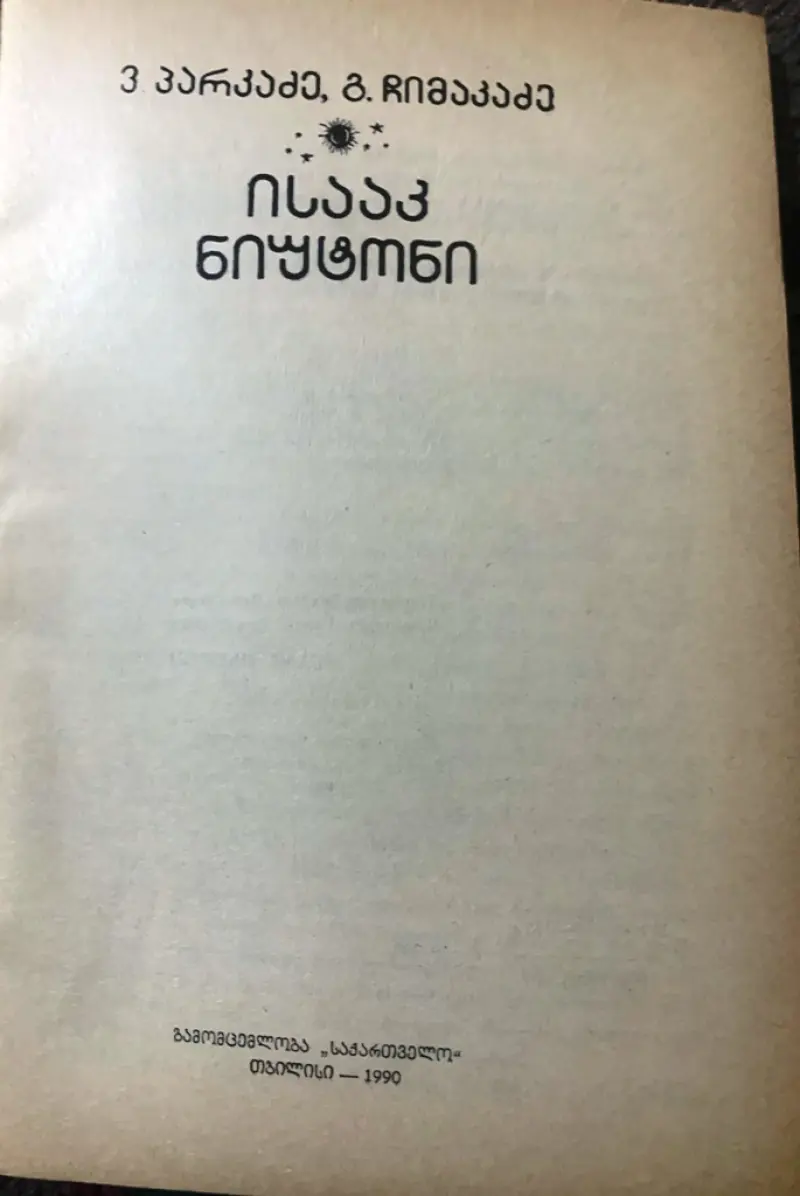 ვ. პარკაძე, გ. ჩიმაკაძე
ისააკ
ნიუტონი
გამომცემლობა „საქართველო“
თბილისი — 1990